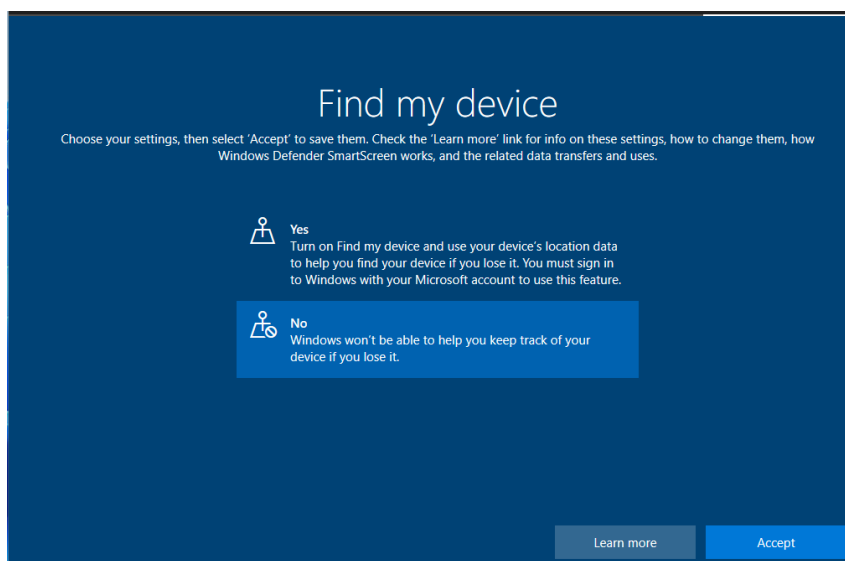 Find my device
Choose your settings, then select 'Accept' to save them. Check the 'Learn more' link for info on these settings, how to change them, how
Windows Defender SmartScreen works, and the related data transfers and uses.
Yes
Turn on Find my device and use your device's location data
to help you find your device if you lose it. You must sign in
to Windows with your Microsoft account to use this feature.
No
Windows won't be able to help you keep track of your
device if you lose it.
Learn more
Accept